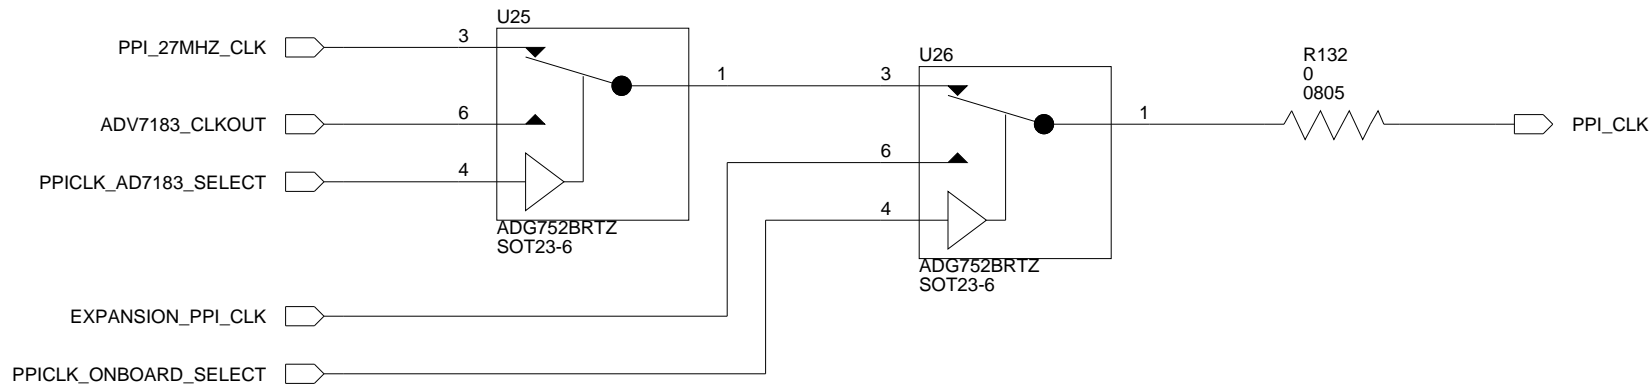 U25
PPI_27MHZ_CLK
3
1
ADV7183_CLKOUT
6
PPICLK_AD7183_SELECT
4
ADG752BRTZ
SOT23-6
U26
3
1
6
4
ADG752BRTZ
SOT23-6
R132
0
0805
PPI_CLK
EXPANSION_PPI_CLK
PPICLK_ONBOARD_SELECT